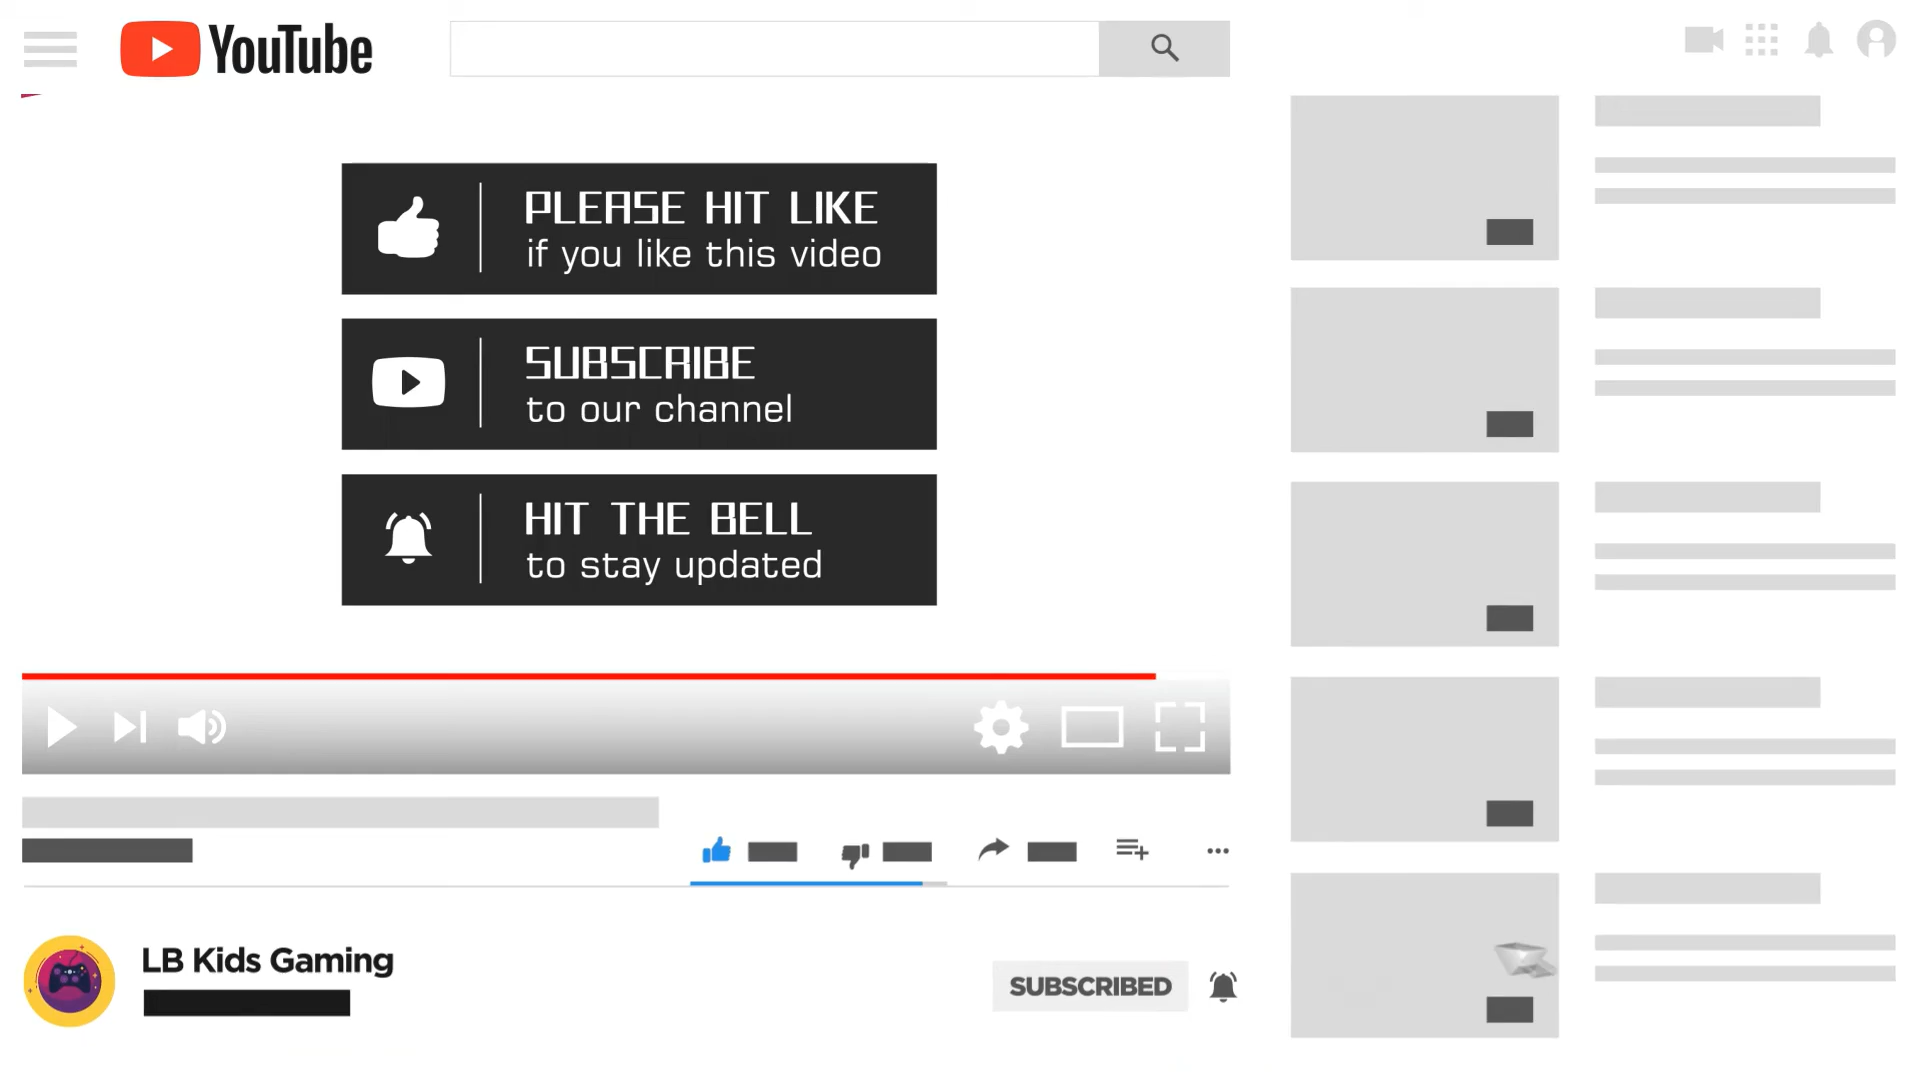 YouTube
PLEASE HIT LIKE
if you like this video
SUBSCRIBE
to our channel
HIT THE BELL
to stay updated
LB Kids Gaming
SUBSCRIBED